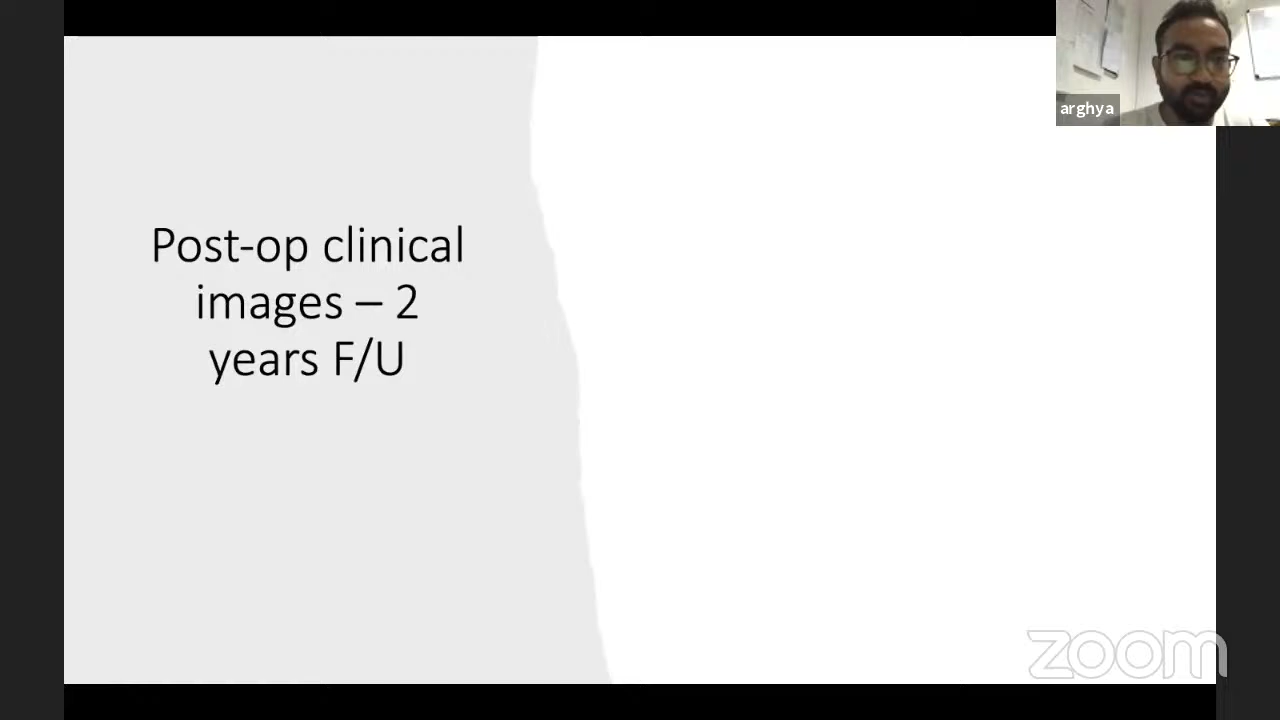 arghya
Post-op clinical
images – 2
years F/U
zoom